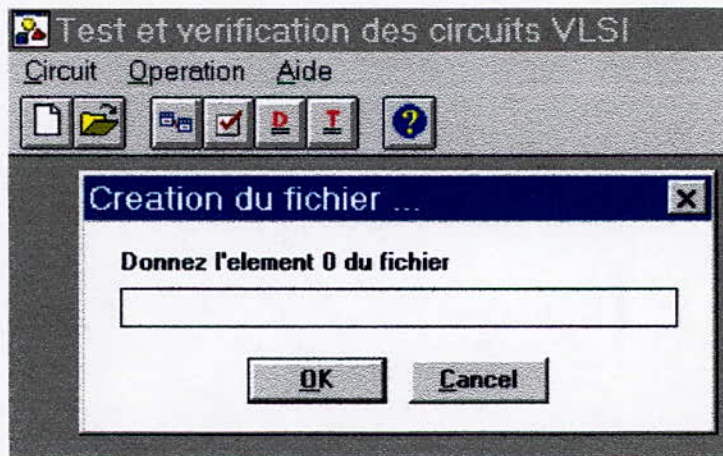 Test et verification des circuits VLSI
Circuit Operation Aide
D T ?
Creation du fichier ...
Donnez l'element 0 du fichier
OK Cancel